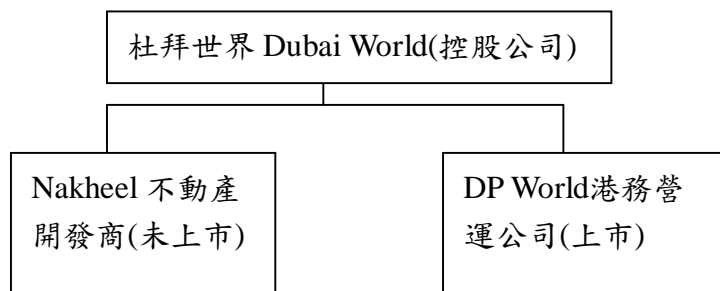 杜拜世界 Dubai World(控股公司)
Nakheel 不動產
開發商(未上市)
DP World港務營
運公司(上市)